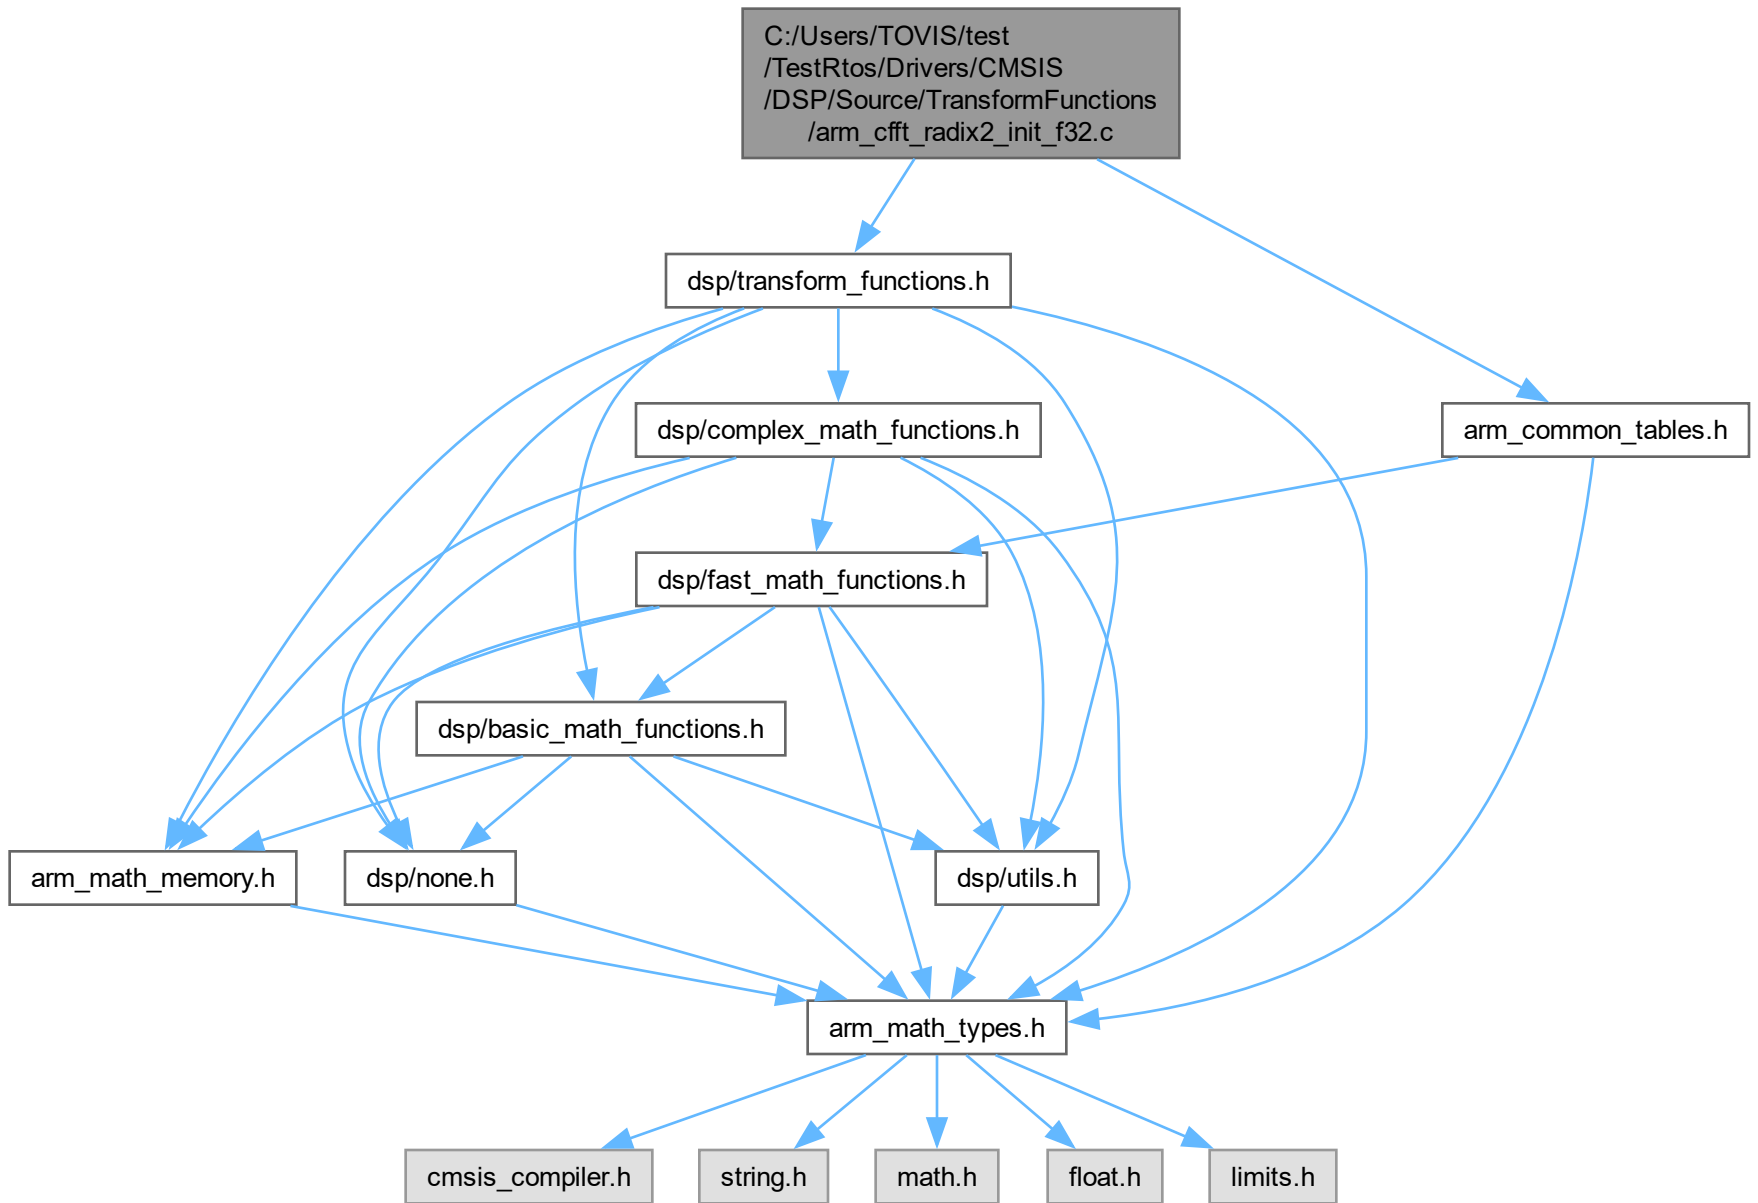 C:/Users/TOVIS/test
/TestRtos/Drivers/CMSIS
/DSP/Source/TransformFunctions
/arm_cfft_radix2_init_f32.c
dsp/transform_functions.h
dsp/complex_math_functions.h
arm_common_tables.h
dsp/fast_math_functions.h
dsp/basic_math_functions.h
arm_math_memory.h
dsp/none.h
dsp/utils.h
arm_math_types.h
cmsis_compiler.h
string.h
math.h
float.h
limits.h